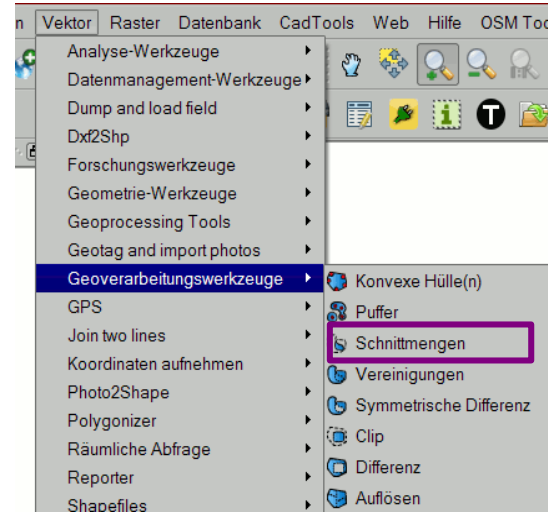 n Vektor Raster Datenbank CadTools Web Hilfe OSM Too
Analyse-Werkzeuge
Datenmanagement-Werkzeuge
Dump and load field
Dxf2Shp
Forschungswerkzeuge
Geometrie-Werkzeuge
Geoprocessing Tools
Geotag and import photos
Geoverarbeitungswerkzeuge
GPS
Join two lines
Koordinaten aufnehmen
Photo2Shape
Polygonizer
Räumliche Abfrage
Reporter
Shapefiles
Konvexe Hülle(n)
Puffer
Schnittmengen
Vereinigungen
Symmetrische Differenz
Clip
Differenz
Auflösen
i T